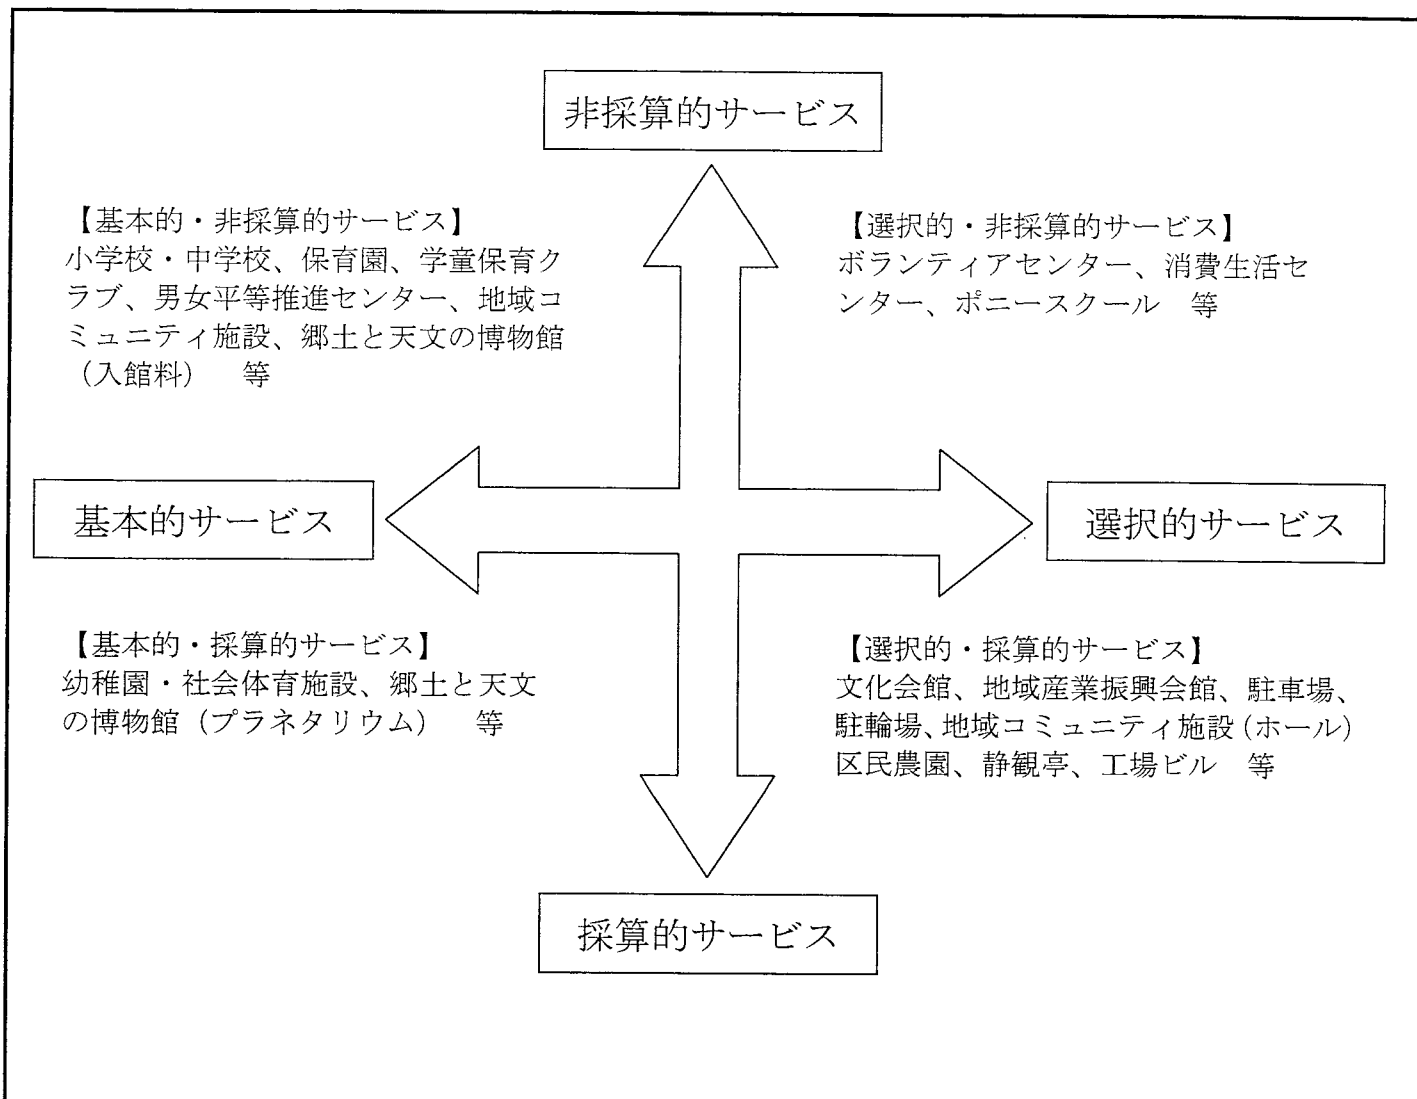 非採算的サービス
【基本的・非採算的サービス】
小学校・中学校、保育園、学童保育ク
ラブ、男女平等推進センター、地域コ
ミュニティ施設、郷土と天文の博物館
（入館料）　等
【選択的・非採算的サービス】
ボランティアセンター、消費生活セ
ンター、ポニースクール　等
基本的サービス
選択的サービス
【基本的・採算的サービス】
幼稚園・社会体育施設、郷土と天文
の博物館（プラネタリウム）　等
【選択的・採算的サービス】
文化会館、地域産業振興会館、駐車場、
駐輪場、地域コミュニティ施設（ホール）
区民農園、静観亭、工場ビル　等
採算的サービス